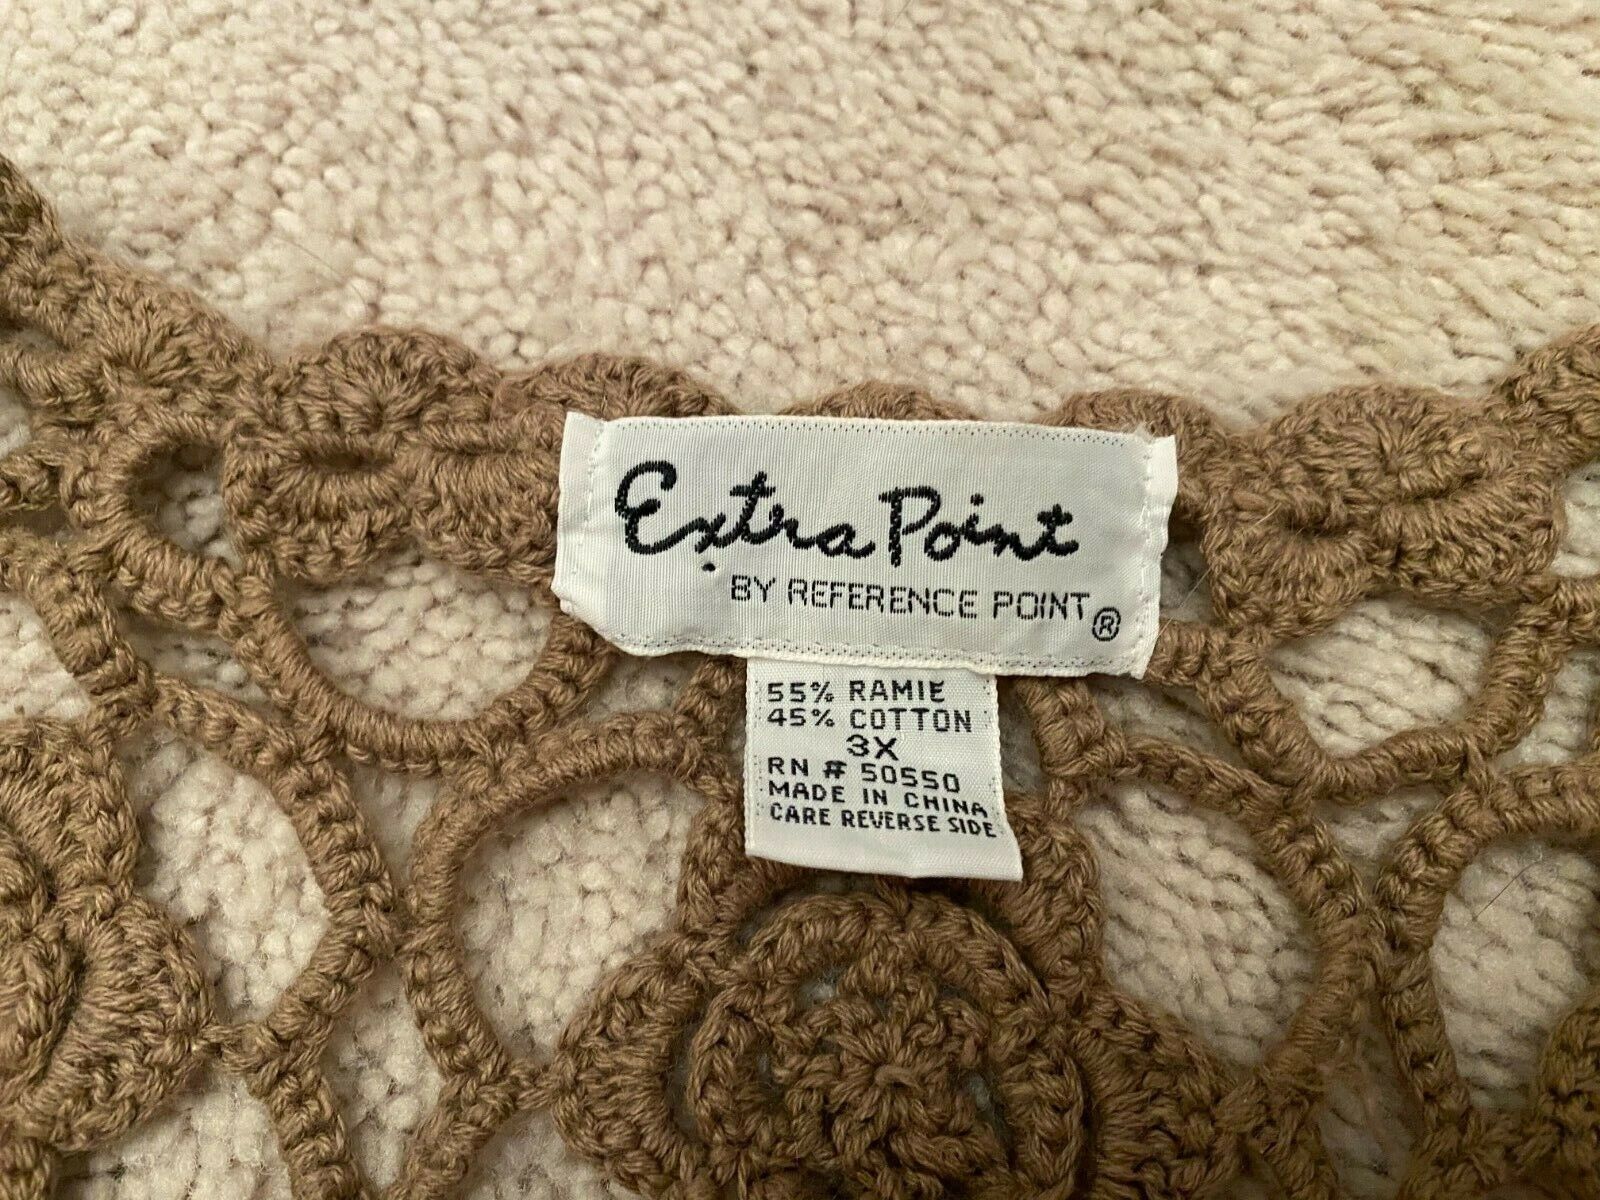 Extra Point
BY REFERENCE POINT®
55% RAMIE
45% COTTON
3X
RN # 50550
MADE IN CHINA
CARE REVERSE SIDE